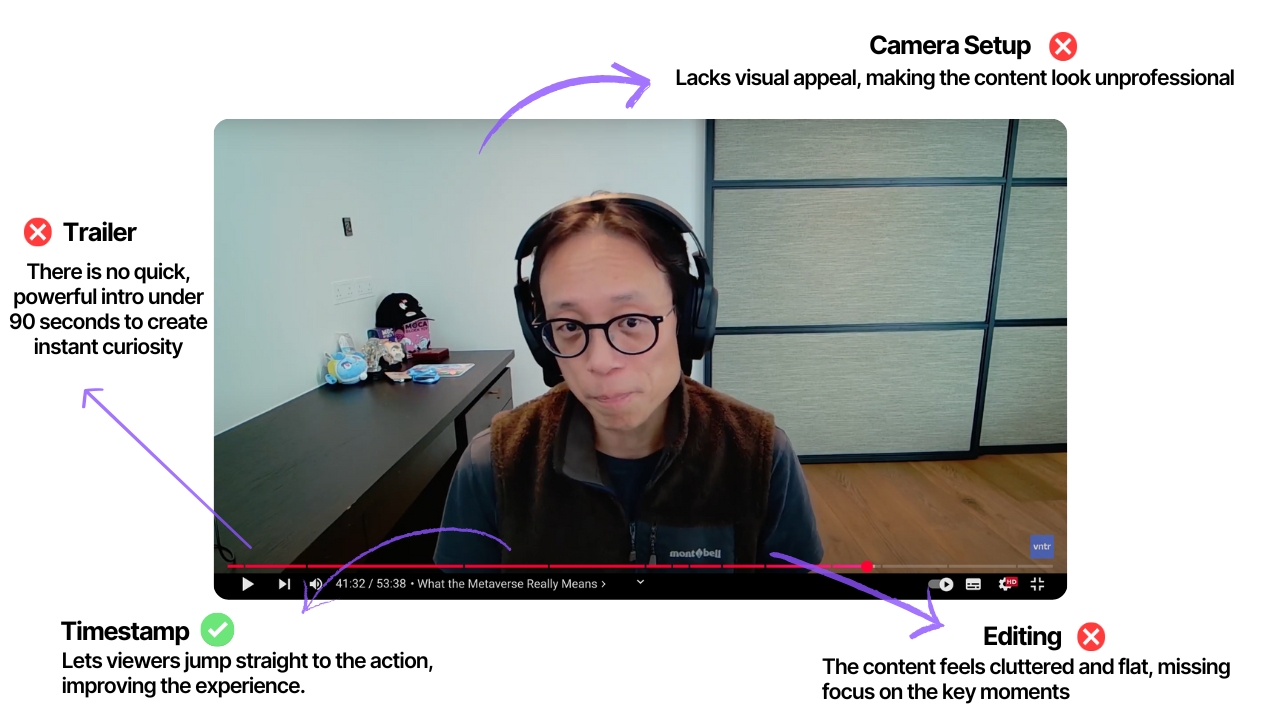 Camera Setup
Lacks visual appeal, making the content look unprofessional
Trailer
There is no quick,
powerful intro under
90 seconds to create
instant curiosity
MOCA
mont bell
vntr
41:32 / 53:38 • What the Metaverse Really Means ›
HD
Timestamp
Lets viewers jump straight to the action,
improving the experience.
Editing
The content feels cluttered and flat, missing
focus on the key moments